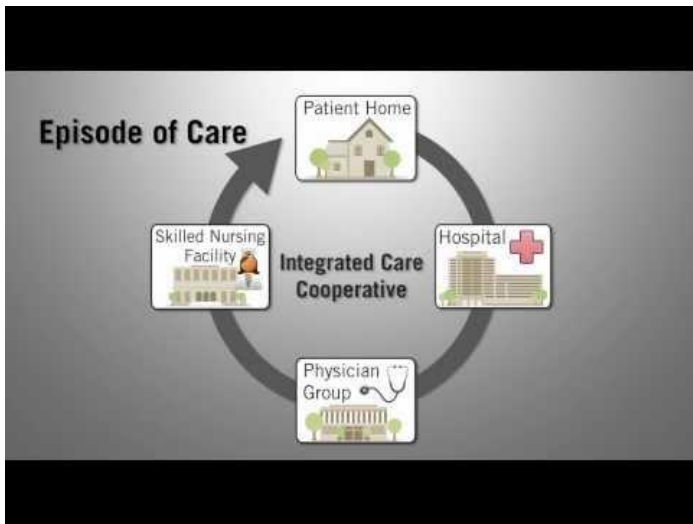 Episode of Care
Patient Home
Hospital
Physician
Group
Skilled Nursing
Facility
Integrated Care
Cooperative